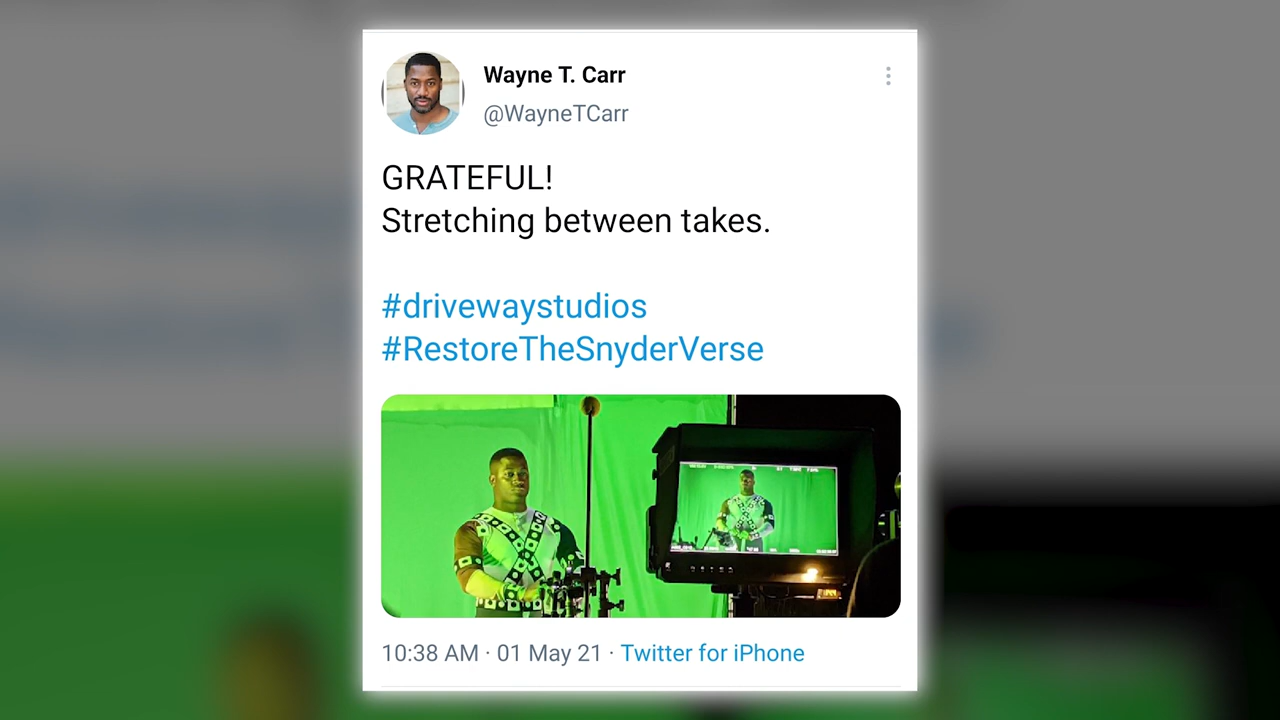 Wayne T. Carr
@WayneTCarr
GRATEFUL!
Stretching between takes.
#drivewaystudios
#RestoreTheSnyderVerse
10:38 AM · 01 May 21 · Twitter for iPhone